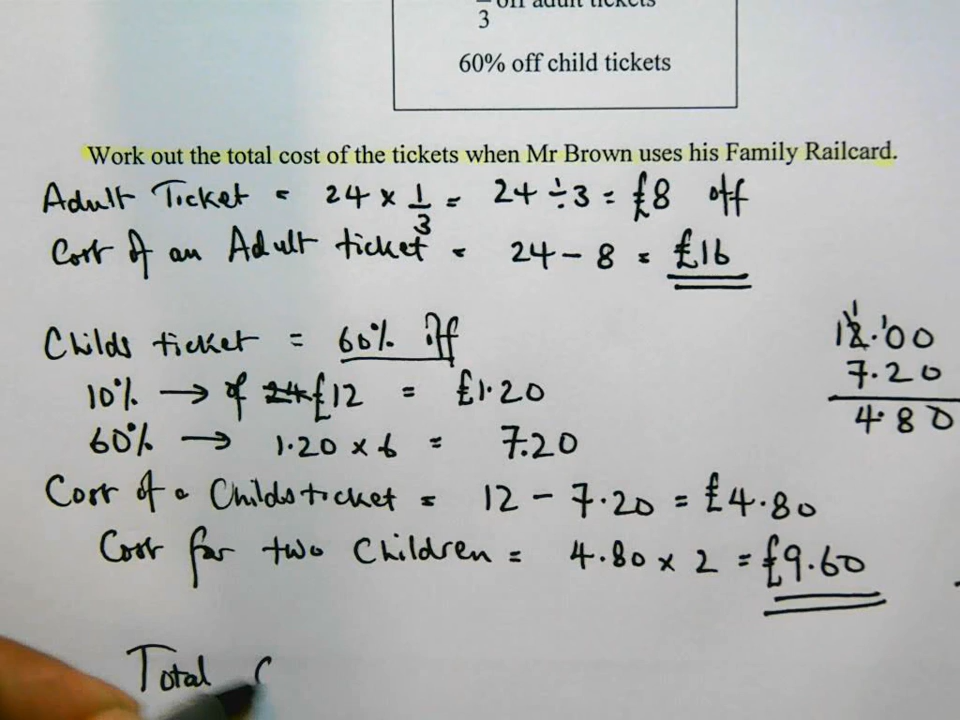 3 off adult tickets
60% off child tickets
Work out the total cost of the tickets when Mr Brown uses his Family Railcard.
Adult Ticket = 24 × 1/3 = 24 ÷ 3 = £8 off
Cost of an Adult ticket = 24 - 8 = £16
Childs ticket = 60% off
10% → of £12 = £1.20
60% → 1.20 × 6 = 7.20
Cost of a Childs ticket = 12 - 7.20 = £4.80
Cost for two Children = 4.80 × 2 = £9.60
12.00
7.20
4.80
Total C